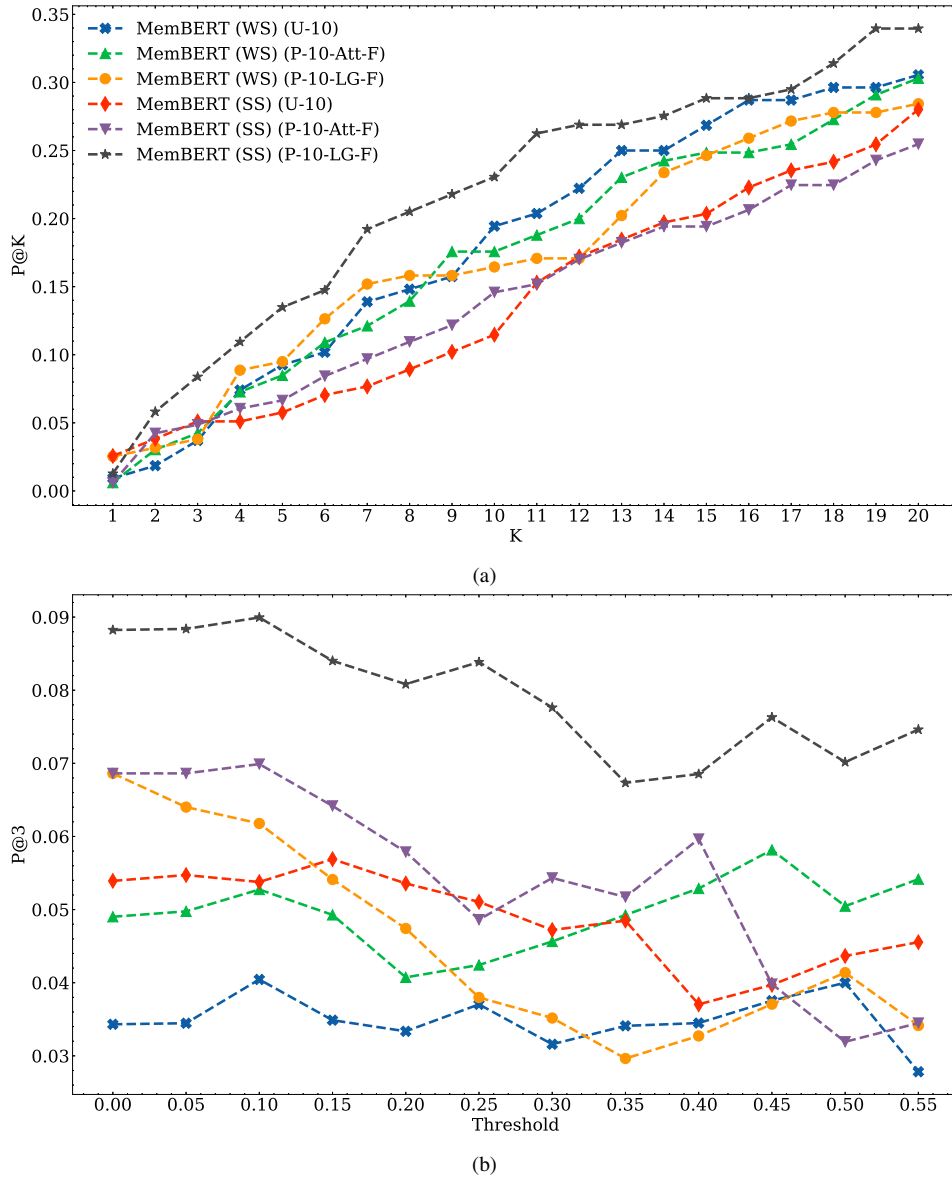 0.35
0.30
0.25
0.20
0.15
0.10
0.05
0.00
P@K
MemBERT (WS) (U-10)
MemBERT (WS) (P-10-Att-F)
MemBERT (WS) (P-10-LG-F)
MemBERT (SS) (U-10)
MemBERT (SS) (P-10-Att-F)
MemBERT (SS) (P-10-LG-F)
1 2 3 4 5 6 7 8 9 10 11 12 13 14 15 16 17 18 19 20
K
(a)
0.09
0.08
0.07
0.06
0.05
0.04
0.03
P@3
0.00 0.05 0.10 0.15 0.20 0.25 0.30 0.35 0.40 0.45 0.50 0.55
Threshold
(b)